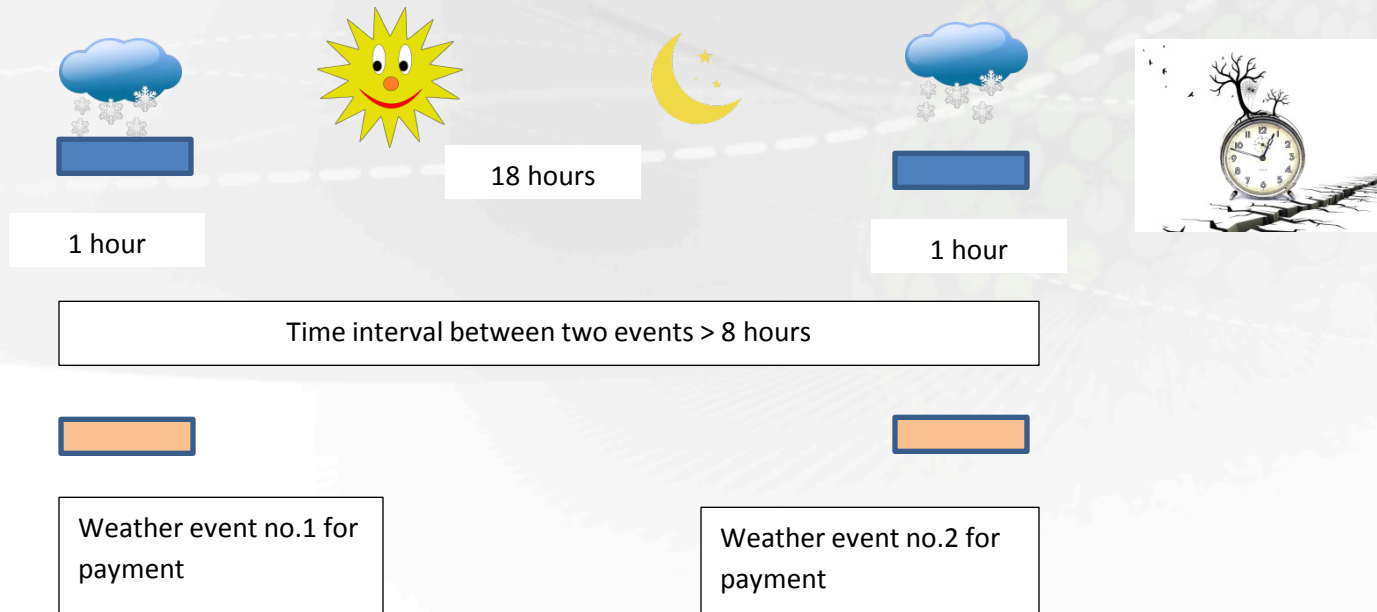 18 hours
1 hour
1 hour
Time interval between two events > 8 hours
Weather event no.1 for
payment
Weather event no.2 for
payment